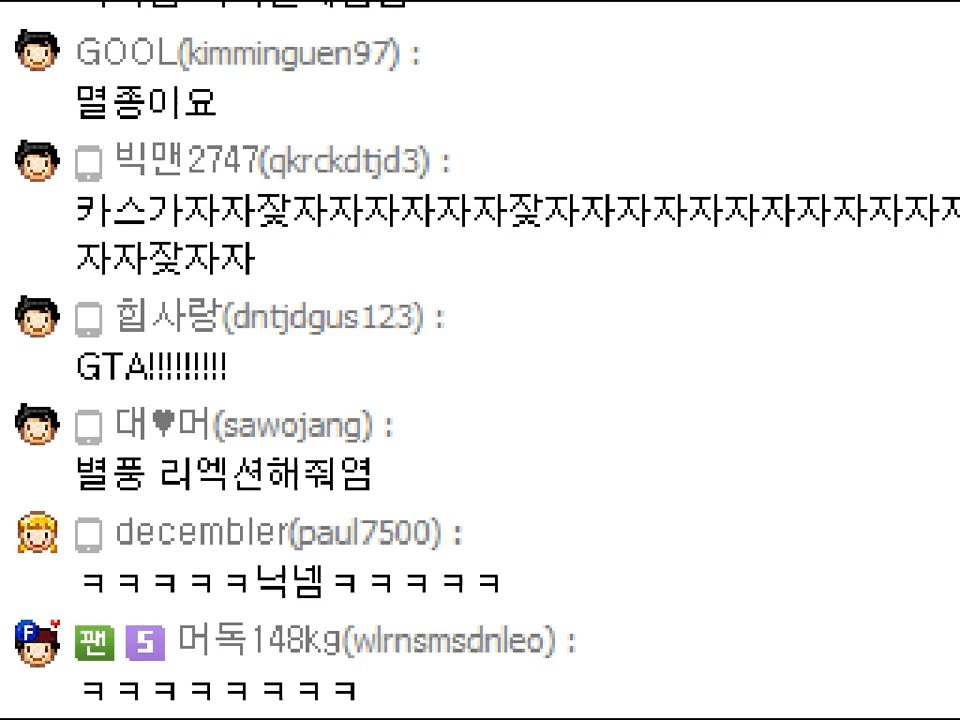 GOOL(kimminguen97) :
멸종이요
빅맨2747(qkrckdtjd3) :
카스가자자잧자자자자자자잧자자자자자자자자자자자자
자자잧자자
힙사랑(dntjdgus123) :
GTA!!!!!!!!!
대♥머(sawojang) :
별풍 리엑션해줘염
decembler(paul7500) :
ㅋㅋㅋㅋㅋ넉넴ㅋㅋㅋㅋㅋ
F 팬 S 머독148kg(wlrnsmsdnleo) :
ㅋㅋㅋㅋㅋㅋㅋㅋ